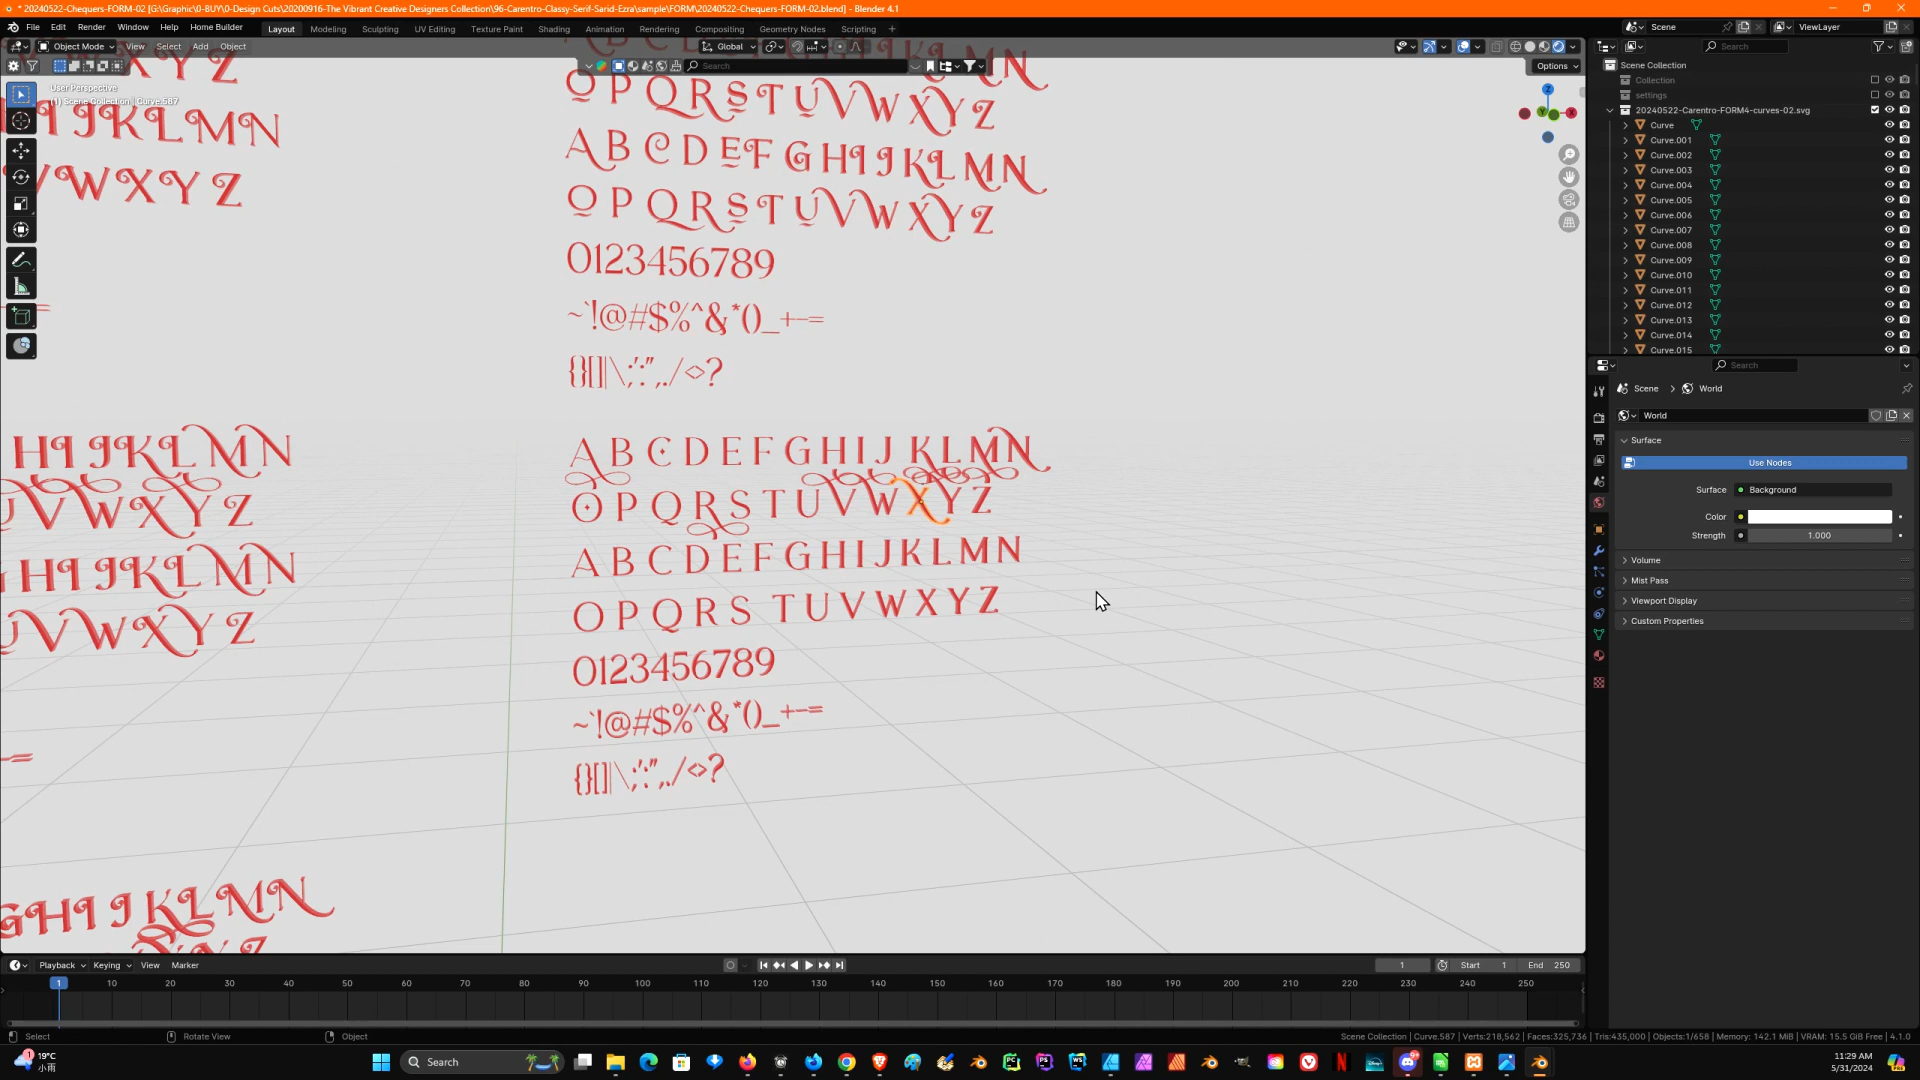 * 20240522-Chequers-FORM-02 [G:\Graphic\0-BUY\0-Design Cuts\20200916-The Vibrant Creative Designers Collection\96-Carentro-Classy-Serif-Sarid-Ezra\sample\FORM\20240522-Chequers-FORM-02.blend] - Blender 4.1
File Edit Render Window Help Home Builder Layout Modeling Sculpting UV Editing Texture Paint Shading Animation Rendering Compositing Geometry Nodes Scripting + Scene ViewLayer
Object Mode View Select Add Object Global Search
Search Options
User Perspective
(1) Scene Collection | Curve.587
Scene Collection
Collection
settings
20240522-Carentro-FORM4-curves-02.svg
Curve
Curve.001
Curve.002
Curve.003
Curve.004
Curve.005
Curve.006
Curve.007
Curve.008
Curve.009
Curve.010
Curve.011
Curve.012
Curve.013
Curve.014
Curve.015
X Y Z
I J K L M N
V W X Y Z
H I J K L M N
U V W X Y Z
H I J K L M N
U V W X Y Z
G H I J K L M N
O P Q R S T U V W X Y Z
A B C D E F G H I J K L M N
O P Q R S T U V W X Y Z
0123456789
~`!@#$%^&*()_+-=
{}[]|\;':",./<>?
A B C D E F G H I J K L M N
O P Q R S T U V W X Y Z
A B C D E F G H I J K L M N
O P Q R S T U V W X Y Z
0123456789
~`!@#$%^&*()_+-=
{}[]|\;':",./<>?
Search
Scene > World
World
Surface
Use Nodes
Surface Background
Color
Strength 1.000
Volume
Mist Pass
Viewport Display
Custom Properties
Playback Keying View Marker 1 Start 1 End 250
1 10 20 30 40 50 60 70 80 90 100 110 120 130 140 150 160 170 180 190 200 210 220 230 240 250
Select Rotate View Object Scene Collection | Curve.587 | Verts:218,562 | Faces:325,736 | Tris:435,000 | Objects:1/658 | Memory: 142.1 MiB | VRAM: 15.5 GiB Free | 4.1.0
19°C
小雨
Search
11:29 AM
5/31/2024